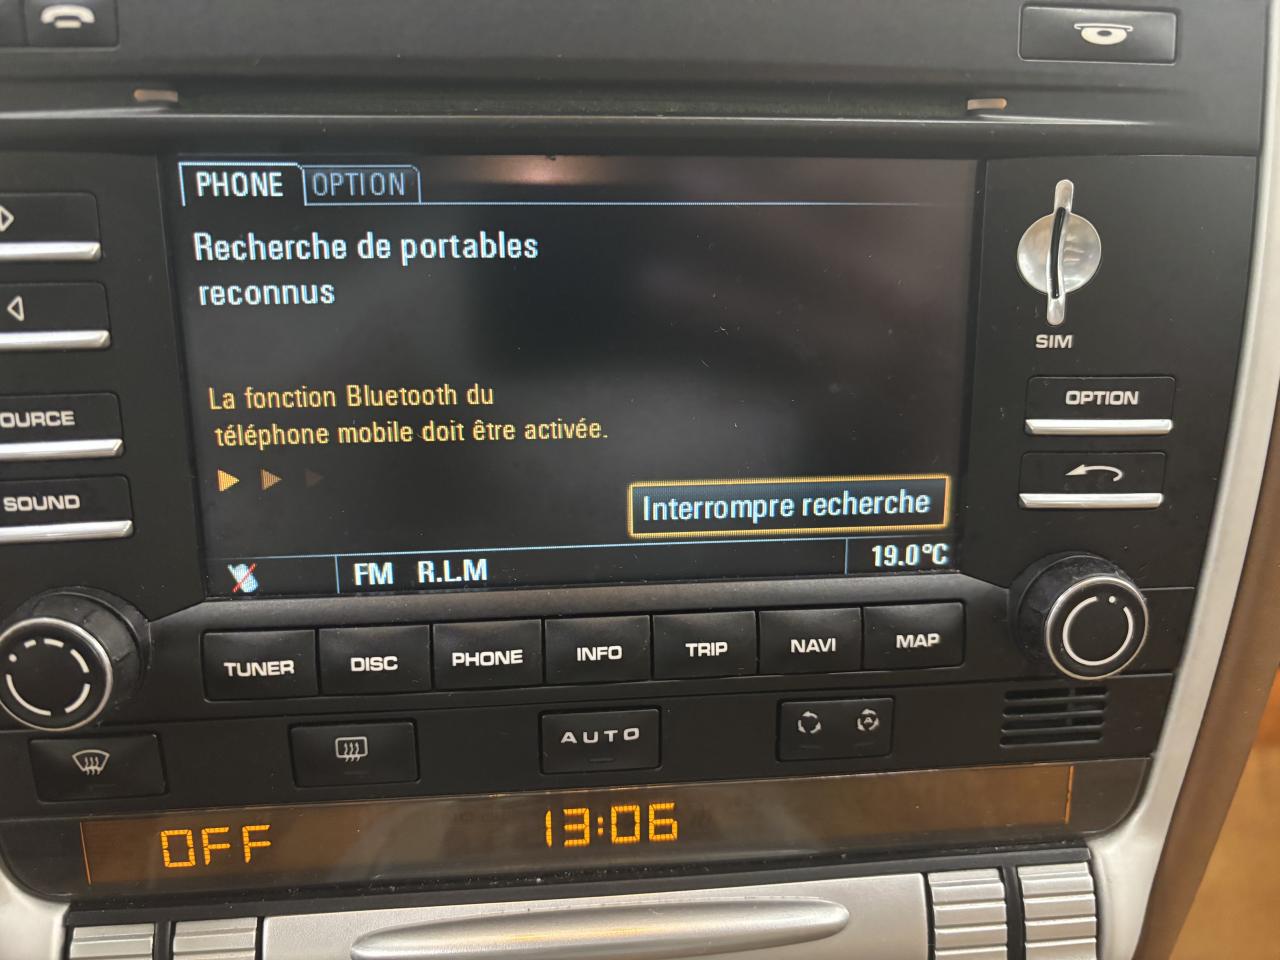 PHONE OPTION
Recherche de portables
reconnus
La fonction Bluetooth du
téléphone mobile doit être activée.
Interrompre recherche
FM R.L.M 19.0°C
SIM
OPTION
OURCE
SOUND
TUNER DISC PHONE INFO TRIP NAVI MAP
AUTO
A
OFF 13:06